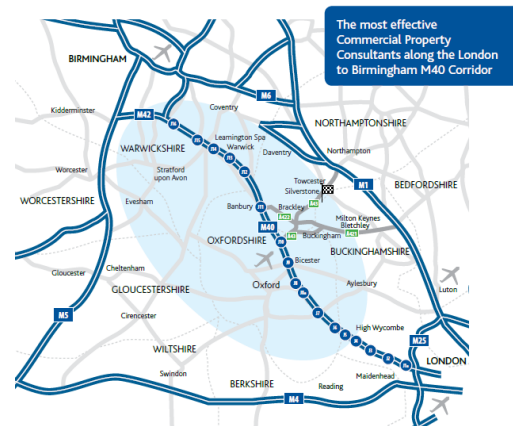 The most effective
Commercial Property
Consultants along the London
to Birmingham M40 Corridor
BIRMINGHAM
M6
Kidderminster
M42
Coventry
NORTHAMPTONSHIRE
Leamington Spa
Warwick
WARWICKSHIRE
Daventry
Northampton
Worcester
Stratford
upon Avon
Towcester
Silverstone
M1
BEDFORDSHIRE
WORCESTERSHIRE
Evesham
Banbury
Brackley
Milton Keynes
Bletchley
M40
OXFORDSHIRE
Buckingham
BUCKINGHAMSHIRE
Bicester
Gloucester
Cheltenham
GLOUCESTERSHIRE
Oxford
Aylesbury
Luton
Cirencester
M5
High Wycombe
M25
WILTSHIRE
LONDON
Swindon
BERKSHIRE
Reading
Maidenhead
M4